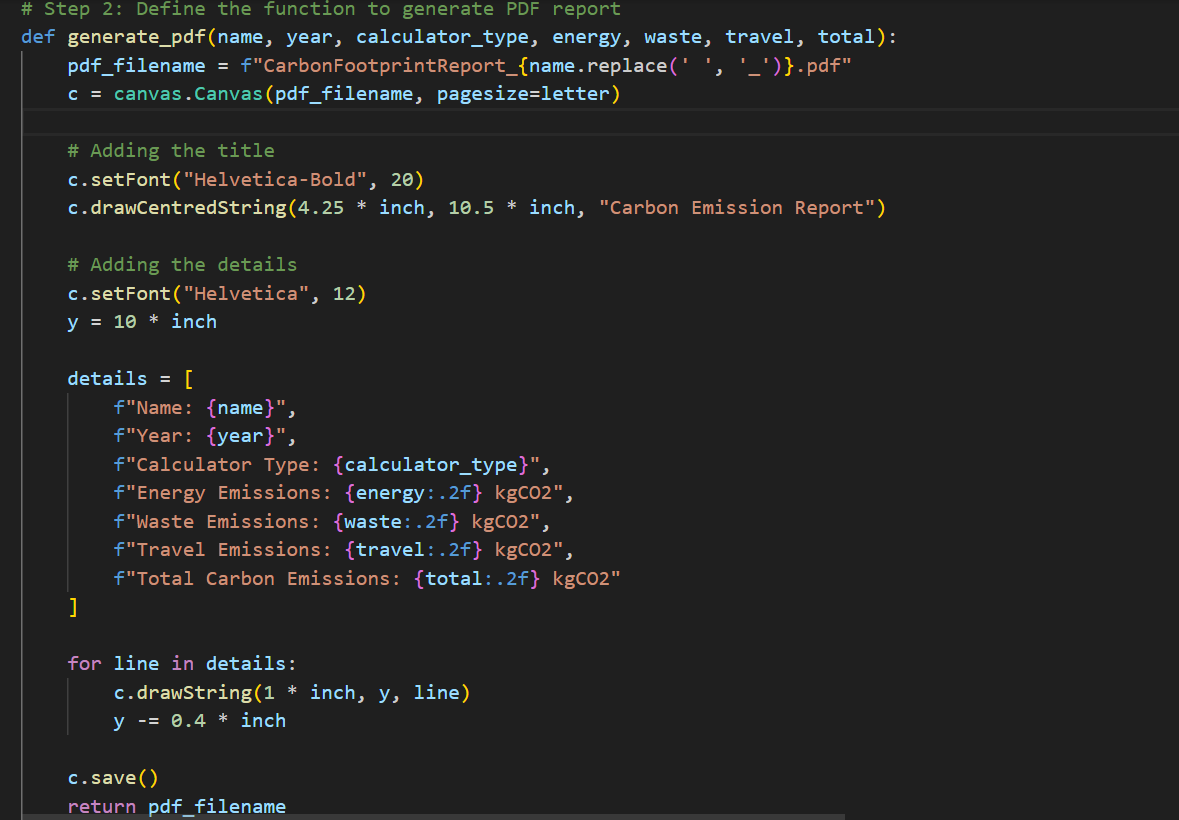 # Step 2: Define the function to generate PDF report
def generate_pdf(name, year, calculator_type, energy, waste, travel, total):
    pdf_filename = f"CarbonFootprintReport_{name.replace(' ', '_')}.pdf"
    c = canvas.Canvas(pdf_filename, pagesize=letter)

    # Adding the title
    c.setFont("Helvetica-Bold", 20)
    c.drawCentredString(4.25 * inch, 10.5 * inch, "Carbon Emission Report")

    # Adding the details
    c.setFont("Helvetica", 12)
    y = 10 * inch

    details = [
        f"Name: {name}",
        f"Year: {year}",
        f"Calculator Type: {calculator_type}",
        f"Energy Emissions: {energy:.2f} kgCO2",
        f"Waste Emissions: {waste:.2f} kgCO2",
        f"Travel Emissions: {travel:.2f} kgCO2",
        f"Total Carbon Emissions: {total:.2f} kgCO2"
    ]

    for line in details:
        c.drawString(1 * inch, y, line)
        y -= 0.4 * inch

    c.save()
    return pdf_filename